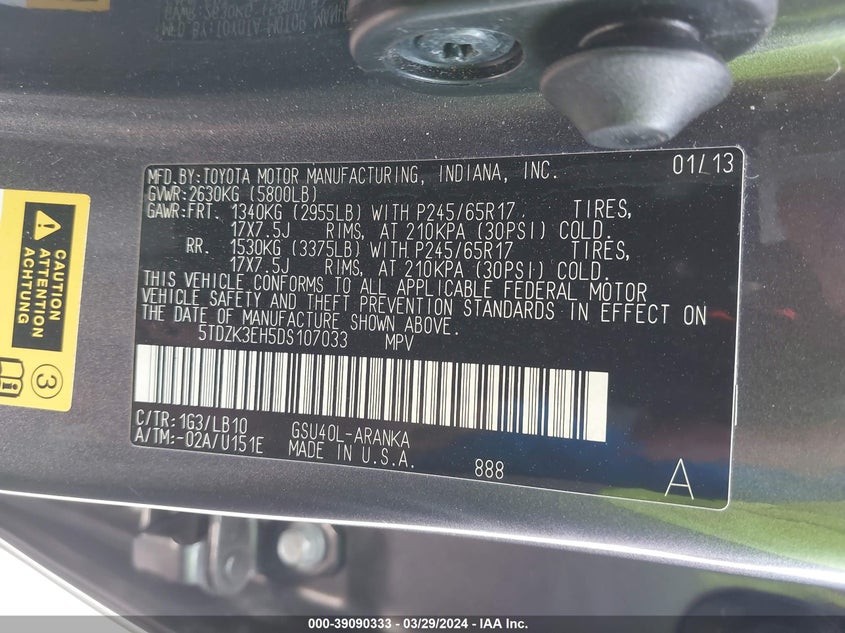 MFD.BY:TOYOTA MOTOR MANUFACTURING, INDIANA, INC. 01/13
GVWR:2630KG (5800LB)
GAWR:FRT. 1340KG (2955LB) WITH P245/65R17 TIRES,
17X7.5J RIMS, AT 210KPA (30PSI) COLD.
RR. 1530KG (3375LB) WITH P245/65R17 TIRES,
17X7.5J RIMS, AT 210KPA (30PSI) COLD.
THIS VEHICLE CONFORMS TO ALL APPLICABLE FEDERAL MOTOR
VEHICLE SAFETY AND THEFT PREVENTION STANDARDS IN EFFECT ON
THE DATE OF MANUFACTURE SHOWN ABOVE.
5TDZK3EH5DS107033 MPV
C/TR:1G3/LB10 GSU40L-ARANKA
A/TM:-02A/U151E MADE IN U.S.A. 888 A
CAUTION
ATTENTION
ACHTUNG
3
000-39090333 - 03/29/2024 - IAA Inc.